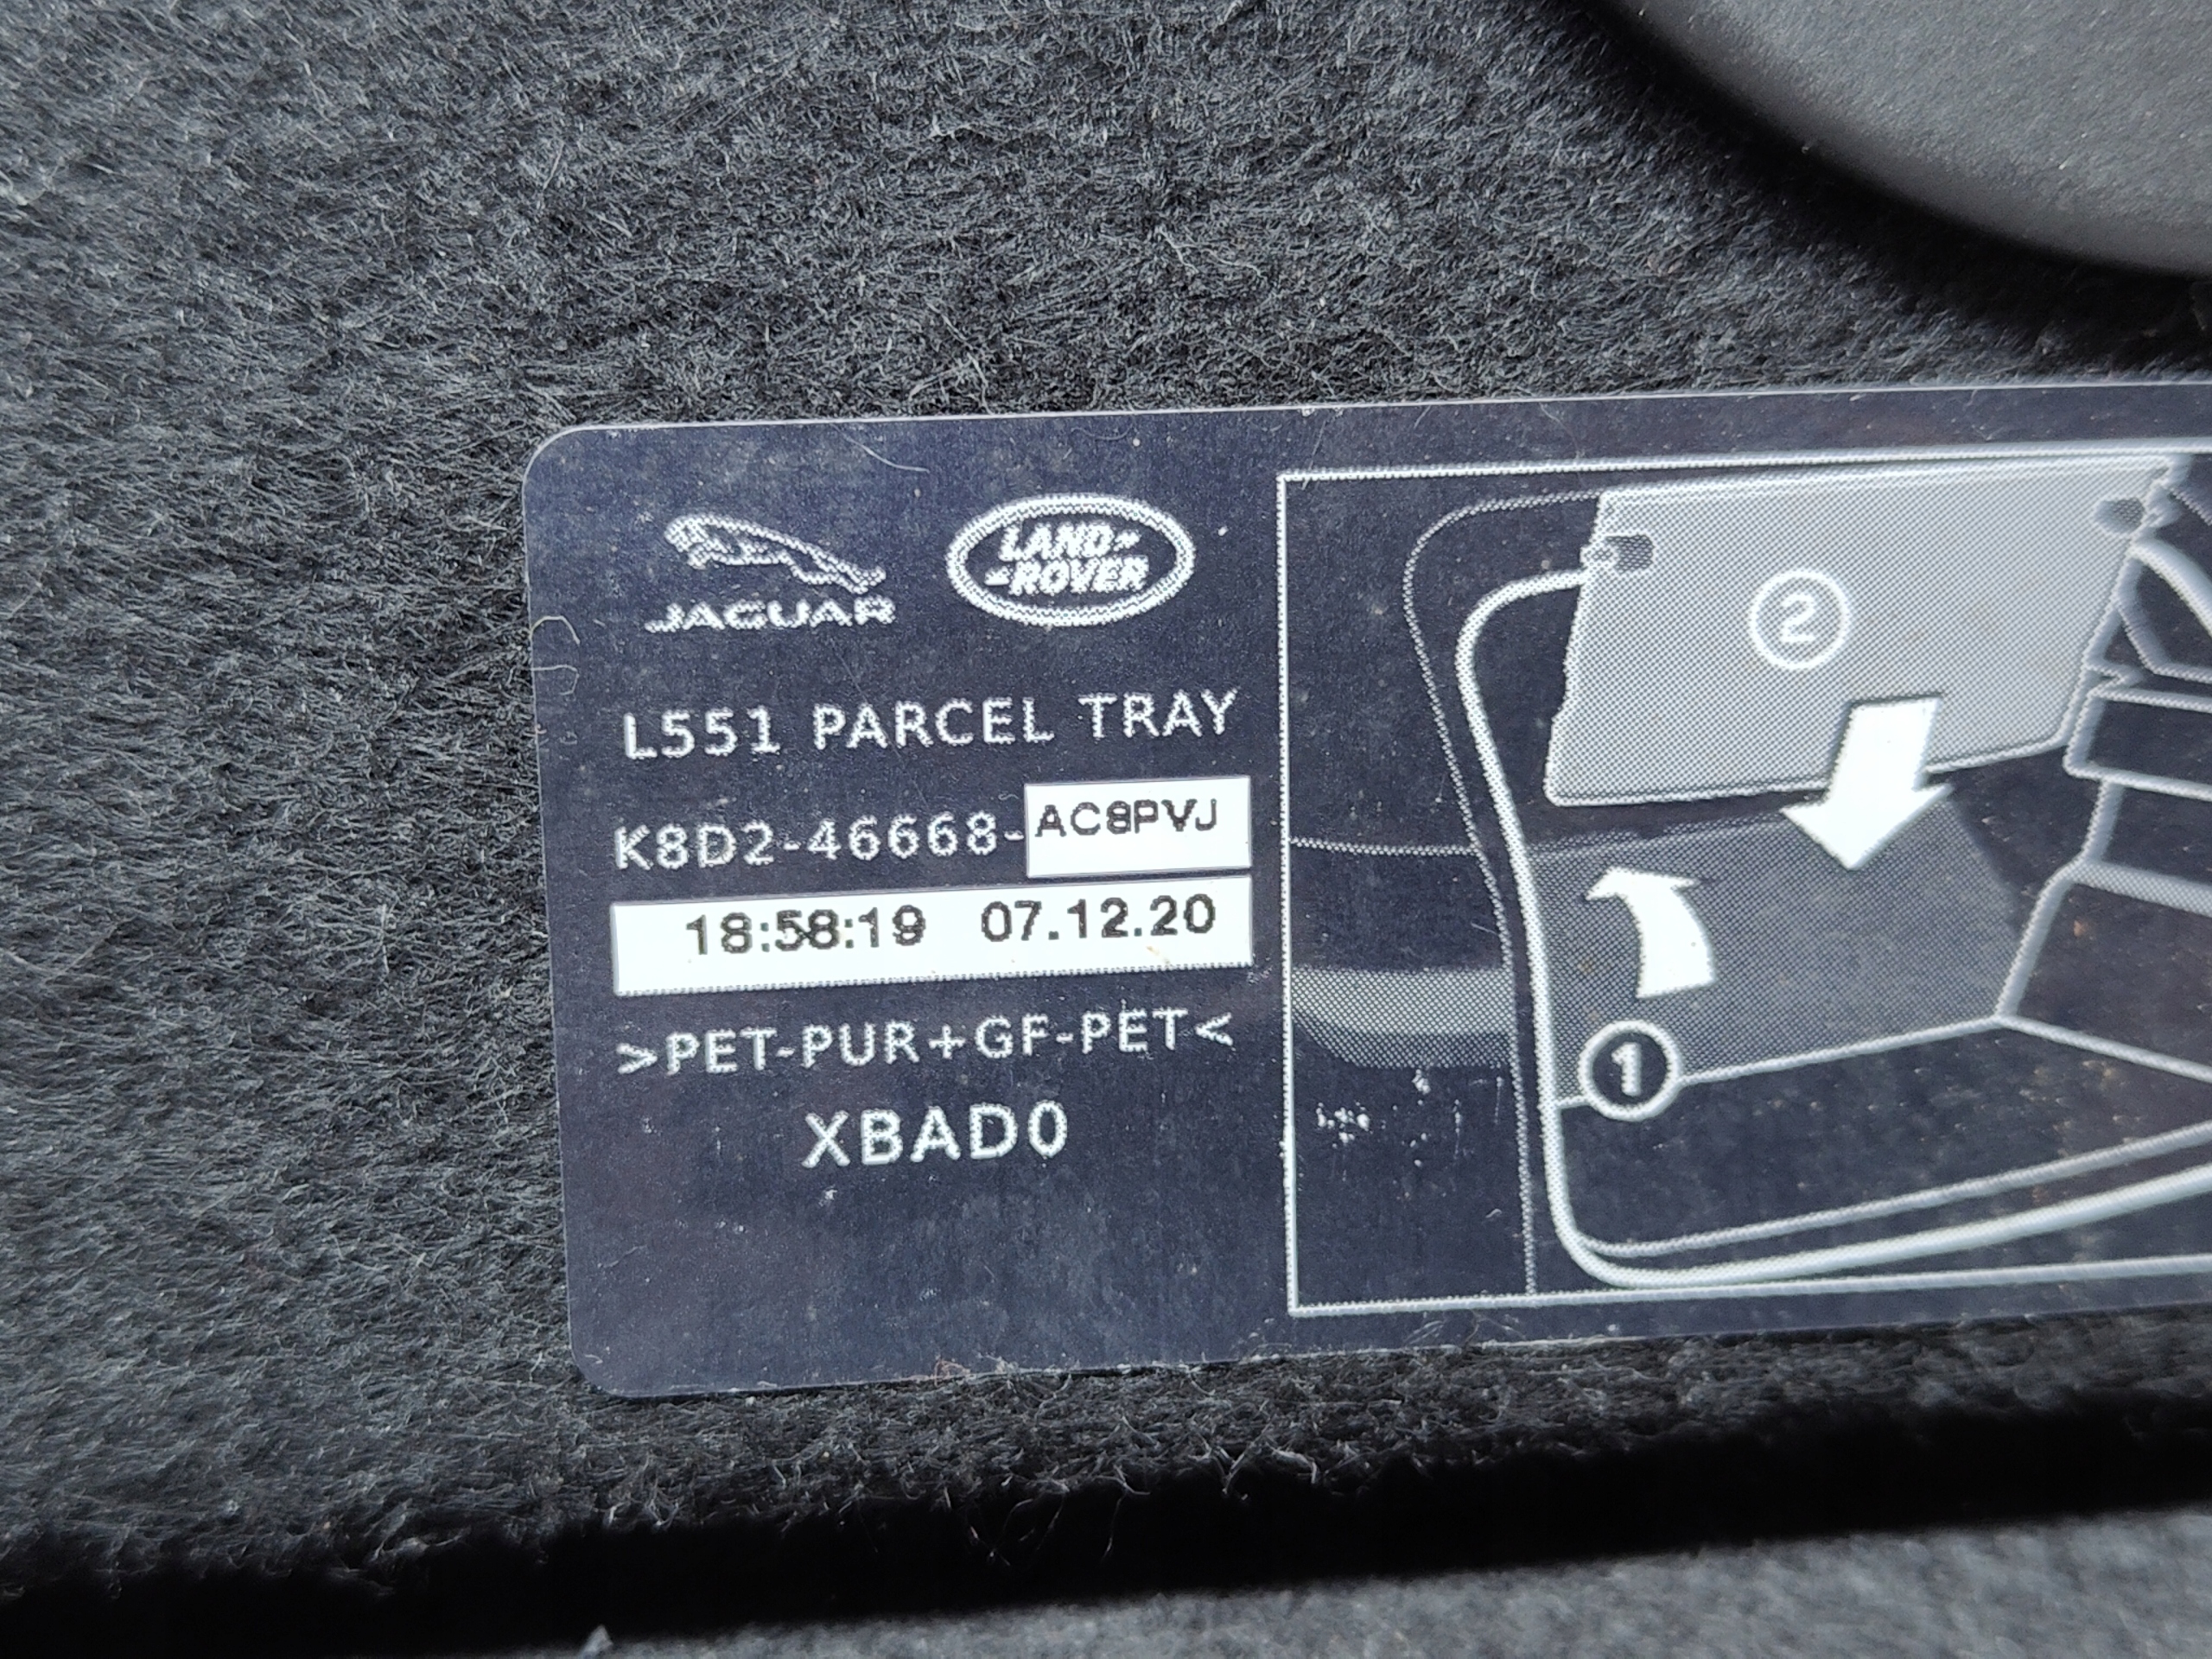 JAGUAR
LAND-
-ROVER
L551 PARCEL TRAY
K8D2-46668-AC8PVJ
18:58:19 07.12.20
>PET-PUR+GF-PET<
XBAD0
2
1